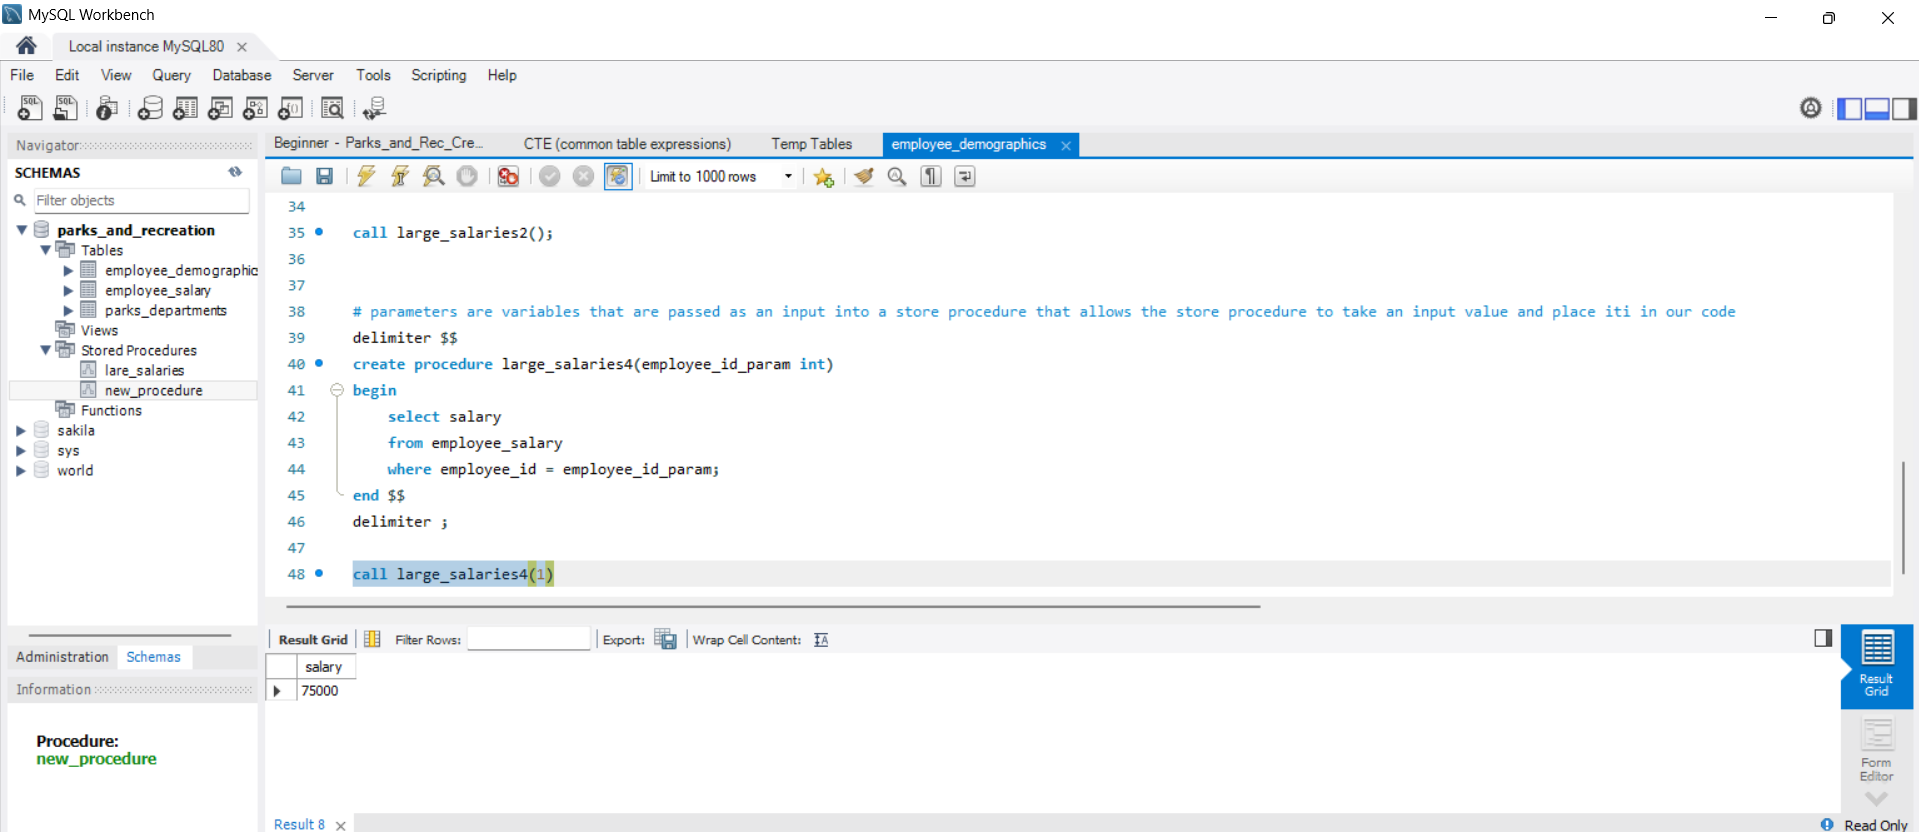 MySQL Workbench
Local instance MySQL80
File Edit View Query Database Server Tools Scripting Help
Navigator
SCHEMAS
Filter objects
parks_and_recreation
Tables
employee_demographic
employee_salary
parks_departments
Views
Stored Procedures
lare_salaries
new_procedure
Functions
sakila
sys
world
Administration Schemas
Information
Procedure:
new_procedure
Beginner - Parks_and_Rec_Cre... CTE (common table expressions) Temp Tables employee_demographics
Limit to 1000 rows
34
35 call large_salaries2();
36
37
38 # parameters are variables that are passed as an input into a store procedure that allows the store procedure to take an input value and place iti in our code
39 delimiter $$
40 create procedure large_salaries4(employee_id_param int)
41 begin
42 select salary
43 from employee_salary
44 where employee_id = employee_id_param;
45 end $$
46 delimiter ;
47
48 call large_salaries4(1)
Result Grid Filter Rows: Export: Wrap Cell Content:
salary
75000
Result
Grid
Form
Editor
Result 8
Read Only